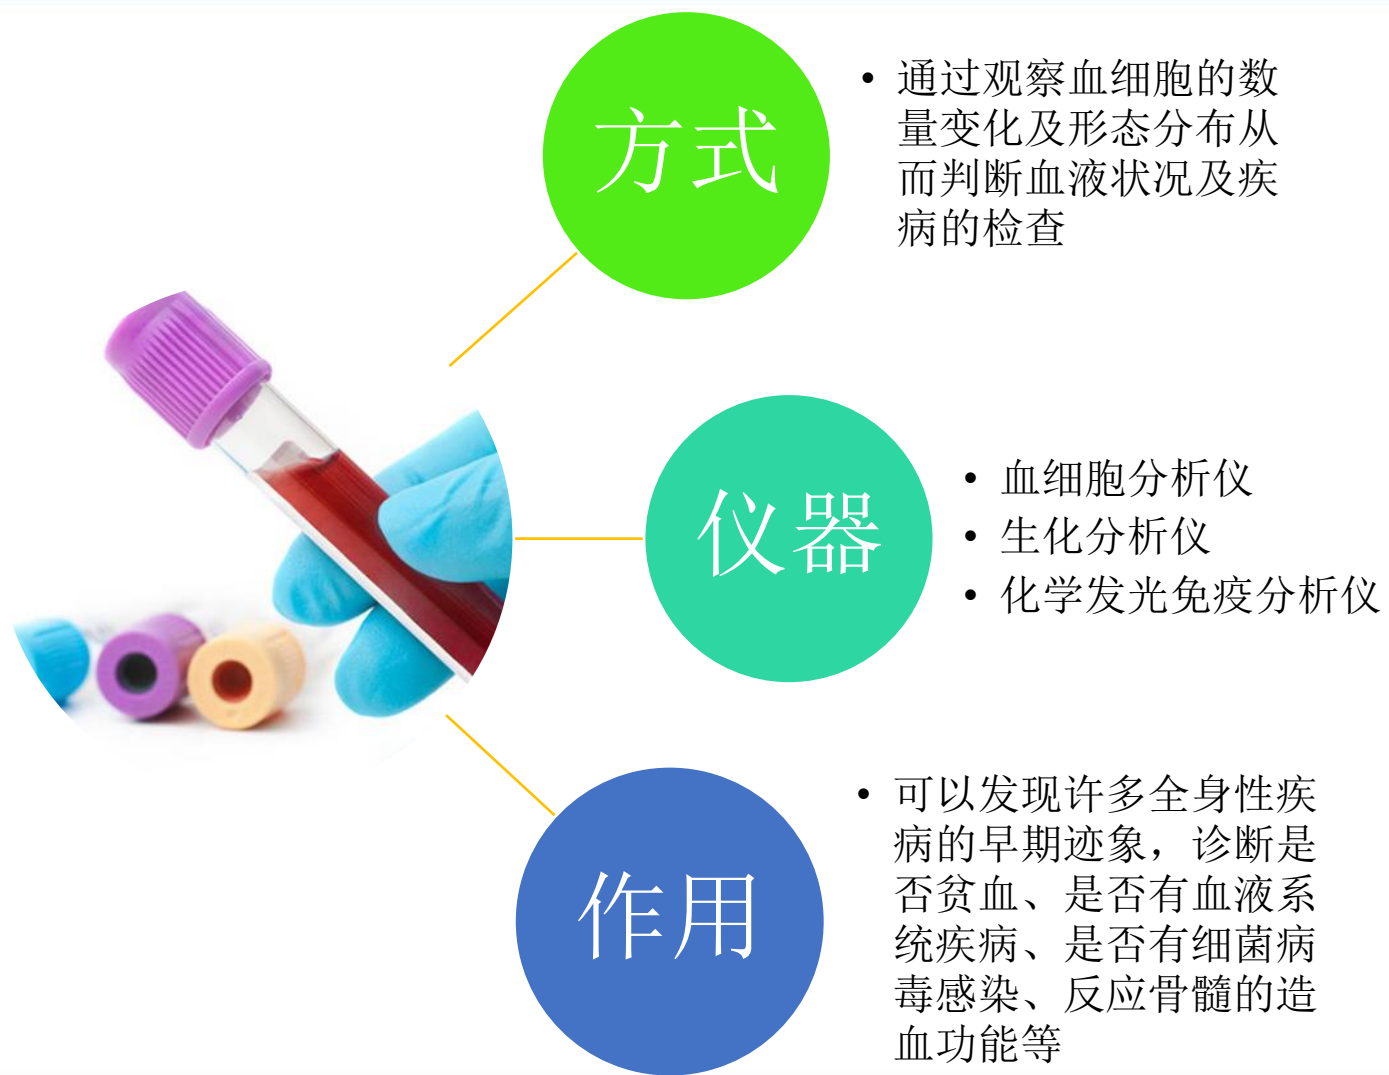 方式
• 通过观察血细胞的数
量变化及形态分布从
而判断血液状况及疾
病的检查
仪器
• 血细胞分析仪
• 生化分析仪
• 化学发光免疫分析仪
作用
• 可以发现许多全身性疾
病的早期迹象，诊断是
否贫血、是否有血液系
统疾病、是否有细菌病
毒感染、反应骨髓的造
血功能等